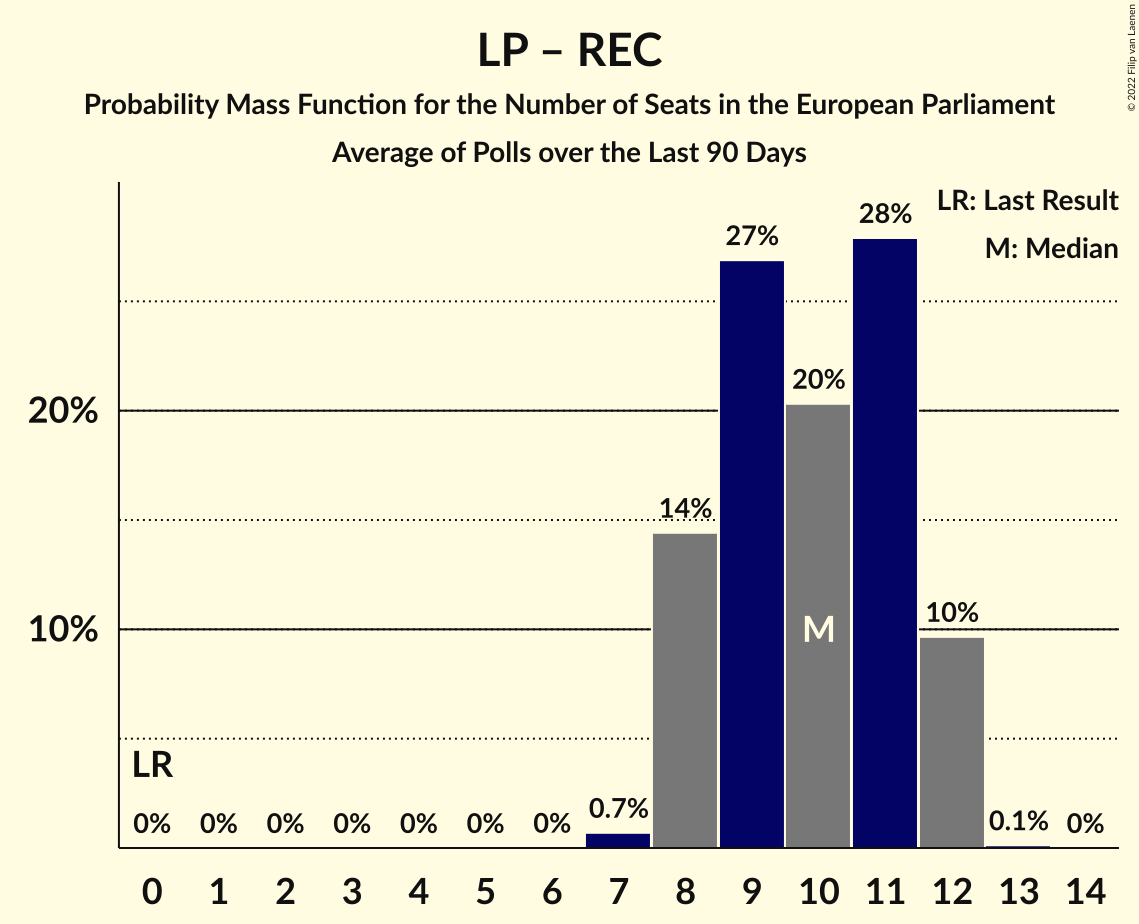 LP – REC
Probability Mass Function for the Number of Seats in the European Parliament
Average of Polls over the Last 90 Days
© 2022 Filip van Laenen
LR: Last Result
M: Median
28%
27%
20%
20%
14%
10%
10%
M
LR
0% 0% 0% 0% 0% 0% 0% 0.7% 0.1% 0%
0 1 2 3 4 5 6 7 8 9 10 11 12 13 14